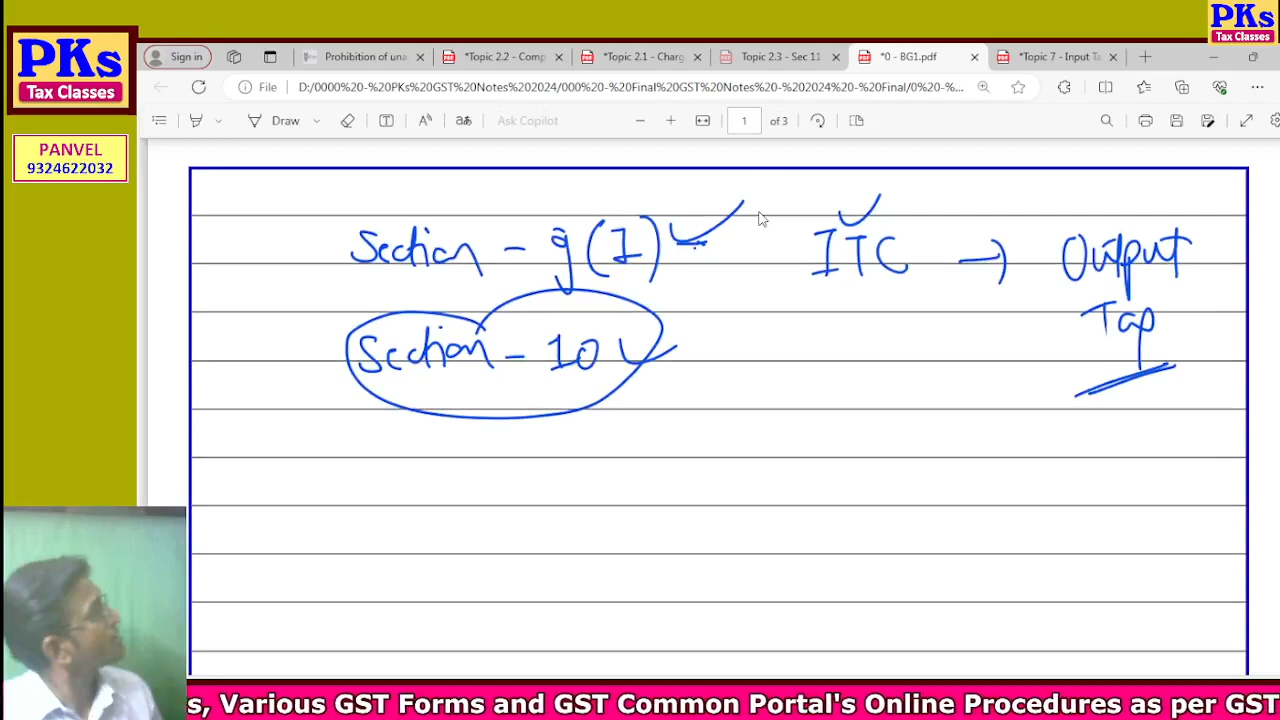 PKs
Tax Classes
PKs
Tax Classes
PANVEL
9324622032
Sign in
Prohibition of una
*Topic 2.2 - Comp
*Topic 2.1 - Charg
Topic 2.3 - Sec 11
*0 - BG1.pdf
*Topic 7 - Input Ta
File
D:/0000%20-%20PKs%20GST%20Notes%202024/000%20-%20Final%20GST%20Notes%202024%20-%20Final/0%20-%...
Draw
Ask Copilot
1 of 3
Section - 9(1) ITC → Output
Tap
Section - 10
s, Various GST Forms and GST Common Portal's Online Procedures as per GST